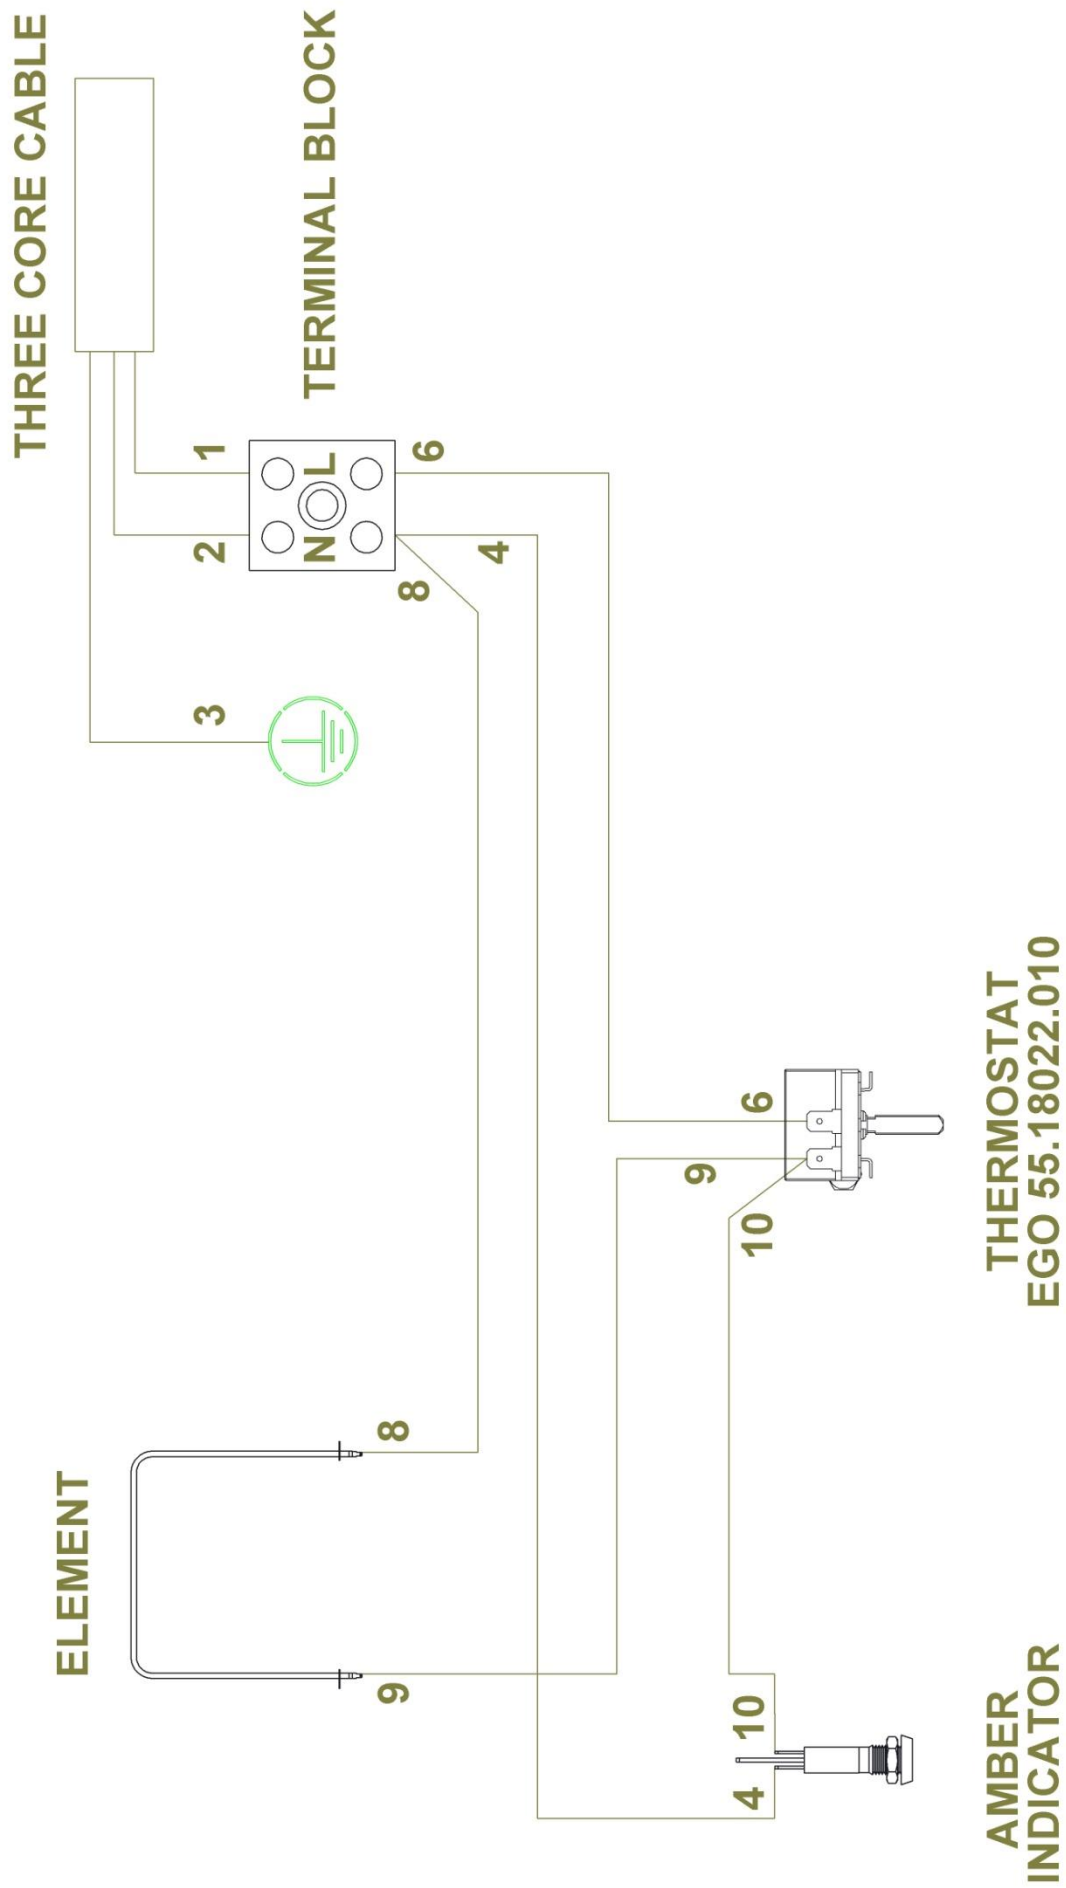 THREE CORE CABLE
TERMINAL BLOCK
1
2
3
N L
6
4
8
ELEMENT
8
9
6
9
10
THERMOSTAT
EGO 55.18022.010
10
4
AMBER
INDICATOR